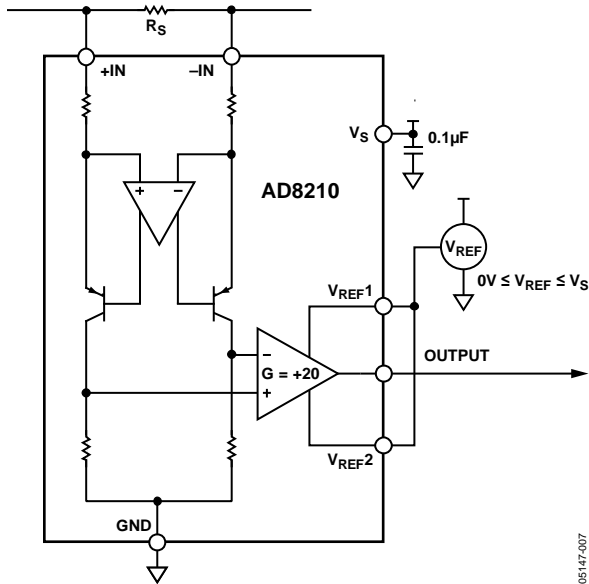 R_S
+IN
–IN
V_S
0.1µF
+ –
AD8210
V_REF
0V ≤ V_REF ≤ V_S
V_REF1
–
OUTPUT
G = +20
+
V_REF2
GND
05147-007